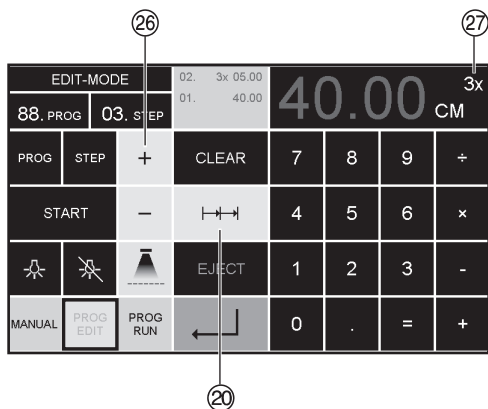 26 27
EDIT-MODE
88. PROG 03. STEP
02. 3x 05.00
01. 40.00
40.00 CM
3x
PROG STEP + CLEAR 7 8 9 ÷
START - 4 5 6 ×
EJECT 1 2 3 -
MANUAL PROG EDIT PROG RUN 0 . = +
20